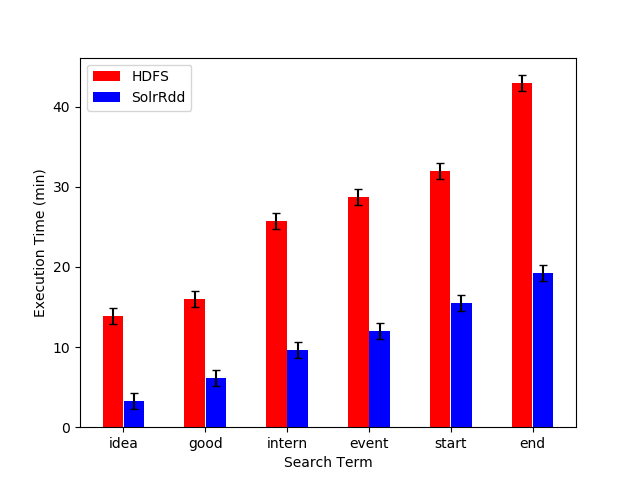 HDFS
SolrRdd
Execution Time (min)
40
30
20
10
0
idea good intern event start end
Search Term